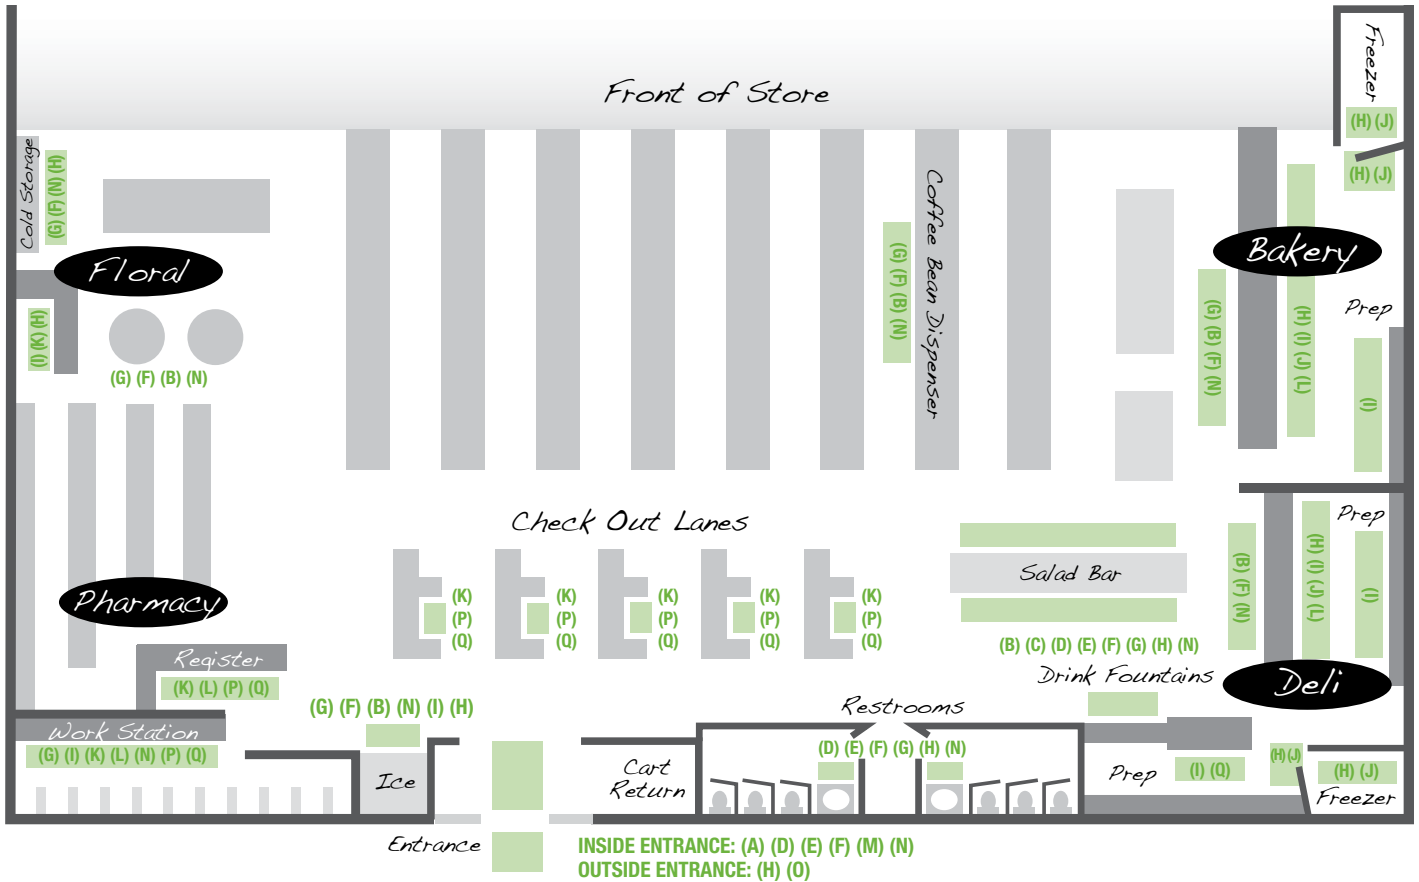 Front of Store
Freezer
(H) (J)
(H) (J)
Cold Storage
(G) (F) (N) (H)
Floral
(I) (K) (H)
(G) (F) (B) (N)
Coffee Bean Dispenser
(G) (F) (B) (N)
Bakery
(G) (B) (F) (N)
(H) (I) (J) (L)
Prep
(I)
Check Out Lanes
(K)
(P)
(Q)
(K)
(P)
(Q)
(K)
(P)
(Q)
(K)
(P)
(Q)
(K)
(P)
(Q)
Salad Bar
(B) (C) (D) (E) (F) (G) (H) (N)
(B) (F) (N)
(H) (I) (J) (L)
Prep
(I)
Deli
Pharmacy
Register
(K) (L) (P) (Q)
Work Station
(G) (I) (K) (L) (N) (P) (Q)
(G) (F) (B) (N) (I) (H)
Ice
Cart
Return
Restrooms
(D) (E) (F) (G) (H) (N)
Drink Fountains
Prep
(I) (Q)
(H) (J)
(H) (J)
Freezer
Entrance
INSIDE ENTRANCE: (A) (D) (E) (F) (M) (N)
OUTSIDE ENTRANCE: (H) (O)